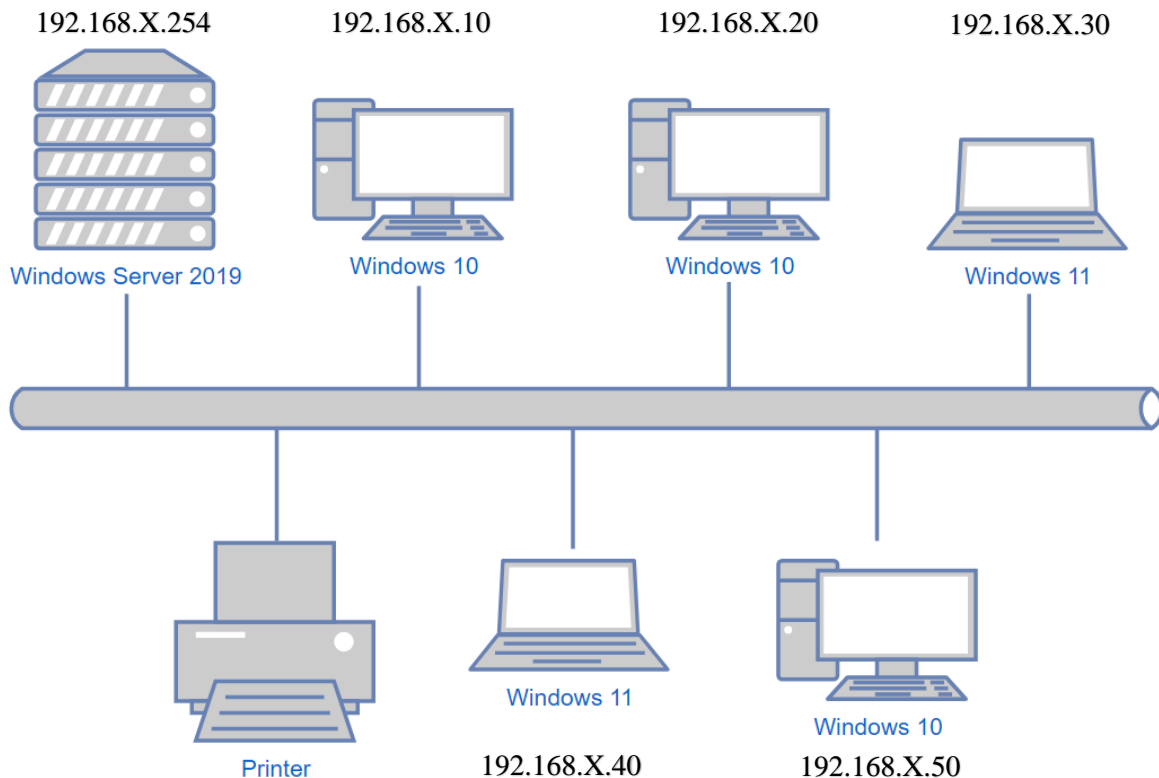 192.168.X.254
192.168.X.10
192.168.X.20
192.168.X.30
Windows Server 2019
Windows 10
Windows 10
Windows 11
Windows 11
Windows 10
Printer
192.168.X.40
192.168.X.50